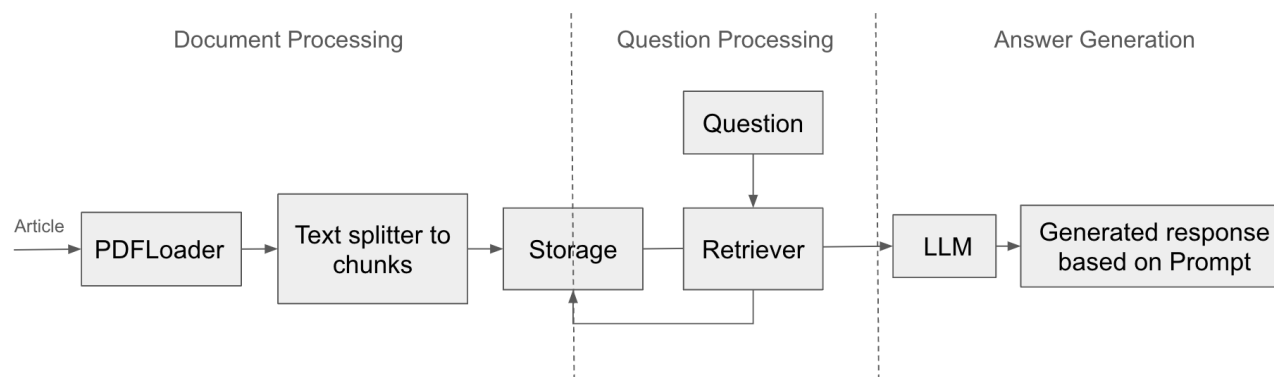 Document Processing
Question Processing
Answer Generation
Question
Article
PDFLoader
Text splitter to
chunks
Storage
Retriever
LLM
Generated response
based on Prompt